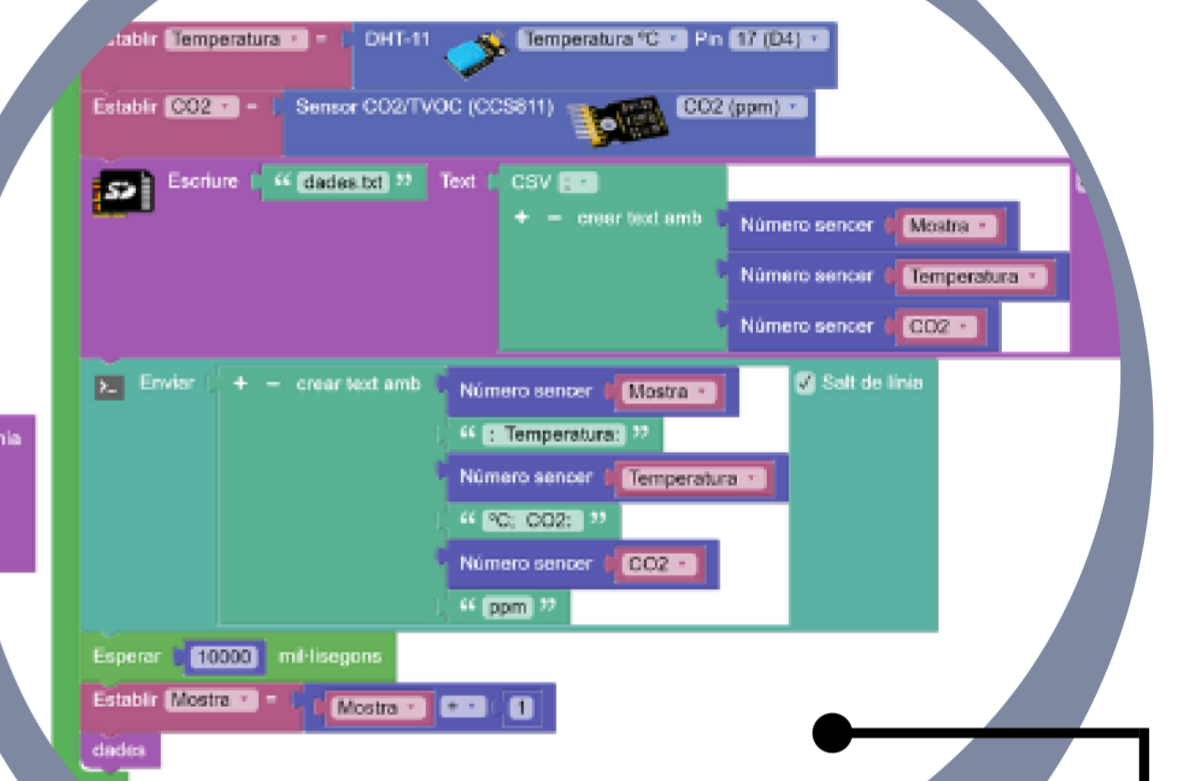 Establir Temperatura = DHT-11 Temperatura ºC Pin 17 (D4)
Establir CO2 = Sensor CO2/TVOC (CCS811) CO2 (ppm)
SD Escriure “ dades.txt ” Text CSV
+ − crear text amb Número sencer Mostra
Número sencer Temperatura
Número sencer CO2
>_ Enviar + − crear text amb Número sencer Mostra Salt de línia
“ : Temperatura: ”
Número sencer Temperatura
“ ºC; CO2: ”
Número sencer CO2
“ ppm ”
Esperar 10000 mil·lisegons
Establir Mostra = Mostra + 1
dades